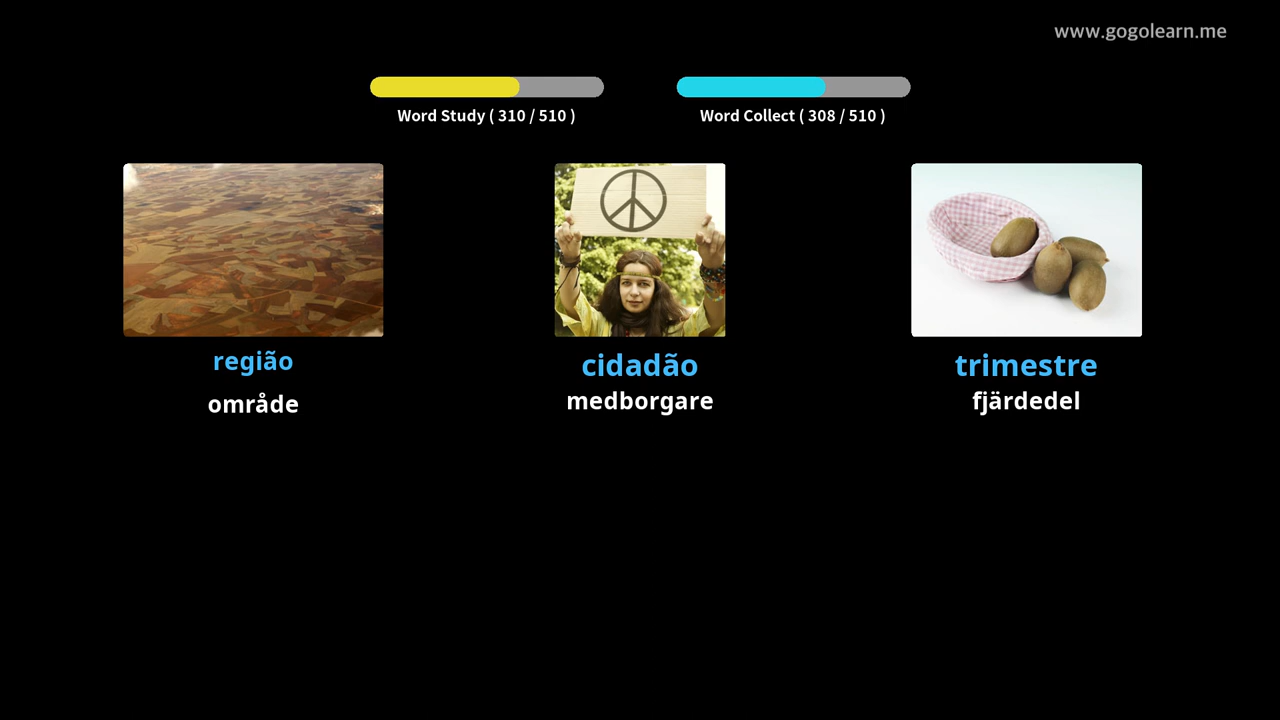 www.gogolearn.me
Word Study ( 310 / 510 )
Word Collect ( 308 / 510 )
região
område
cidadão
medborgare
trimestre
fjärdedel